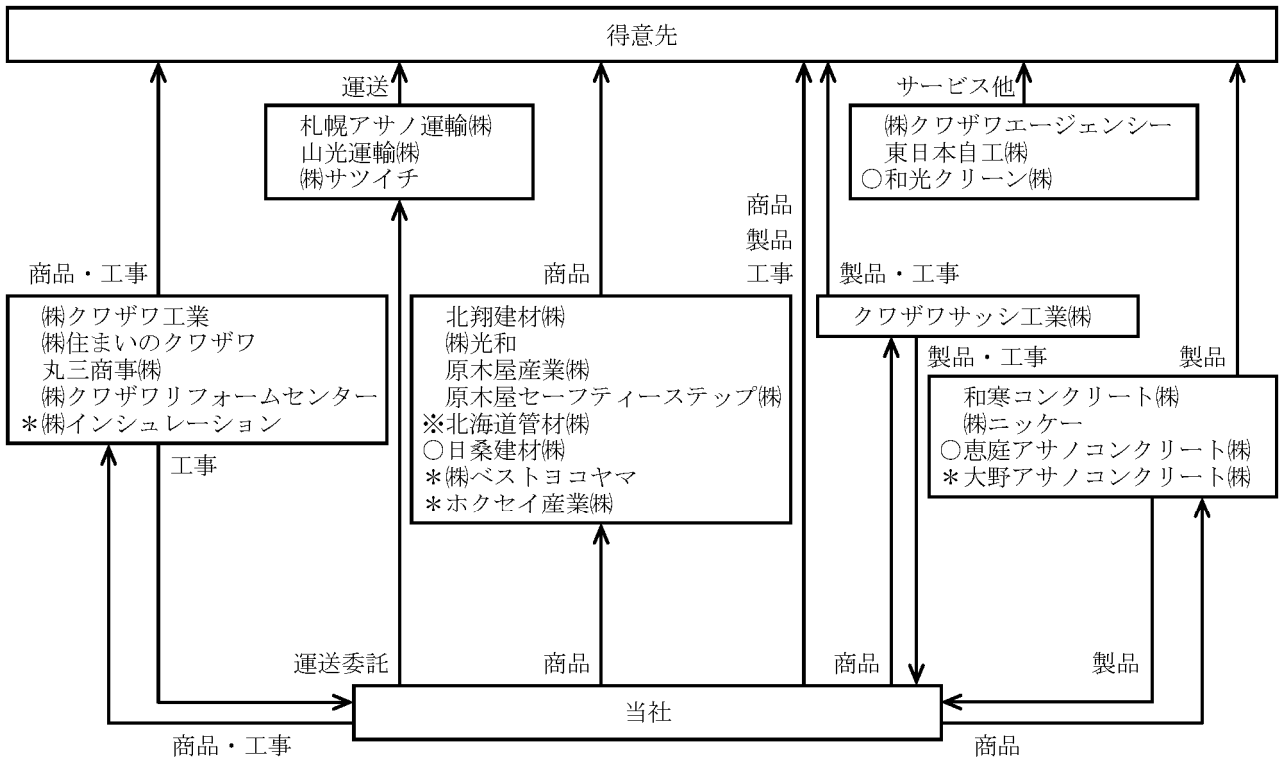 得意先
運送
札幌アサノ運輸㈱
山光運輸㈱
㈱サツイチ
サービス他
㈱クワザワエージェンシー
東日本自工㈱
○和光クリーン㈱
商品
製品
工事
商品・工事
㈱クワザワ工業
㈱住まいのクワザワ
丸三商事㈱
㈱クワザワリフォームセンター
＊㈱インシュレーション
商品
北翔建材㈱
㈱光和
原木屋産業㈱
原木屋セーフティーステップ㈱
※北海道管材㈱
○日桑建材㈱
＊㈱ベストヨコヤマ
＊ホクセイ産業㈱
製品・工事
クワザワサッシ工業㈱
製品・工事
製品
和寒コンクリート㈱
㈱ニッケー
○恵庭アサノコンクリート㈱
＊大野アサノコンクリート㈱
工事
運送委託
商品
商品
製品
当社
商品・工事
商品